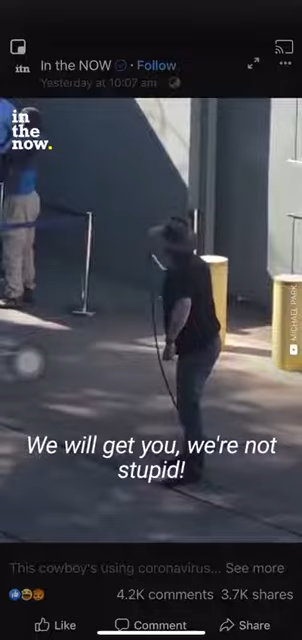 itn
In the NOW · Follow
Yesterday at 10:07 am
in
the
now.
MICHAEL PARK
We will get you, we're not
stupid!
This cowboy's using coronavirus... See more
4.2K comments 3.7K shares
Like Comment Share